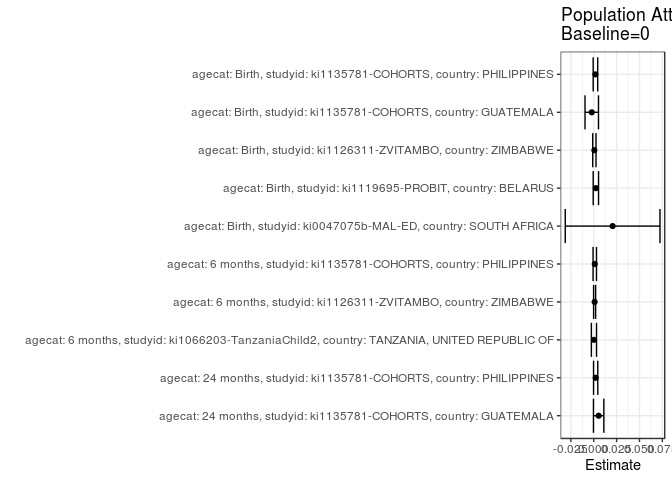 Population Att
Baseline=0
agecat: Birth, studyid: ki1135781-COHORTS, country: PHILIPPINES
agecat: Birth, studyid: ki1135781-COHORTS, country: GUATEMALA
agecat: Birth, studyid: ki1126311-ZVITAMBO, country: ZIMBABWE
agecat: Birth, studyid: ki1119695-PROBIT, country: BELARUS
agecat: Birth, studyid: ki0047075b-MAL-ED, country: SOUTH AFRICA
agecat: 6 months, studyid: ki1135781-COHORTS, country: PHILIPPINES
agecat: 6 months, studyid: ki1126311-ZVITAMBO, country: ZIMBABWE
agecat: 6 months, studyid: ki1066203-TanzaniaChild2, country: TANZANIA, UNITED REPUBLIC OF
agecat: 24 months, studyid: ki1135781-COHORTS, country: PHILIPPINES
agecat: 24 months, studyid: ki1135781-COHORTS, country: GUATEMALA
-0.025 0.000 0.025 0.050 0.075
Estimate